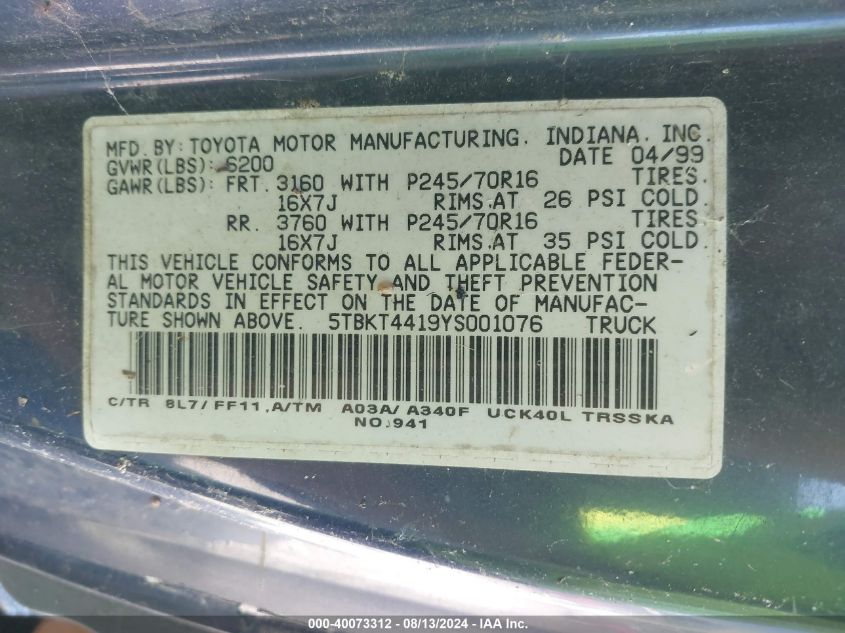 MFD. BY: TOYOTA MOTOR MANUFACTURING. INDIANA. INC.
GVWR(LBS): 6200 DATE 04/99
GAWR(LBS): FRT. 3160 WITH P245/70R16 TIRES.
16X7J RIMS.AT 26 PSI COLD.
RR. 3760 WITH P245/70R16 TIRES
16X7J RIMS.AT 35 PSI COLD.
THIS VEHICLE CONFORMS TO ALL APPLICABLE FEDER-
AL MOTOR VEHICLE SAFETY AND THEFT PREVENTION
STANDARDS IN EFFECT ON THE DATE OF MANUFAC-
TURE SHOWN ABOVE. 5TBKT4419YS001076 TRUCK
C/TR 8L7/FF11,A/TM A03A/A340F UCK40L TRSSKA
NO.941
000-40073312 - 08/13/2024 - IAA Inc.